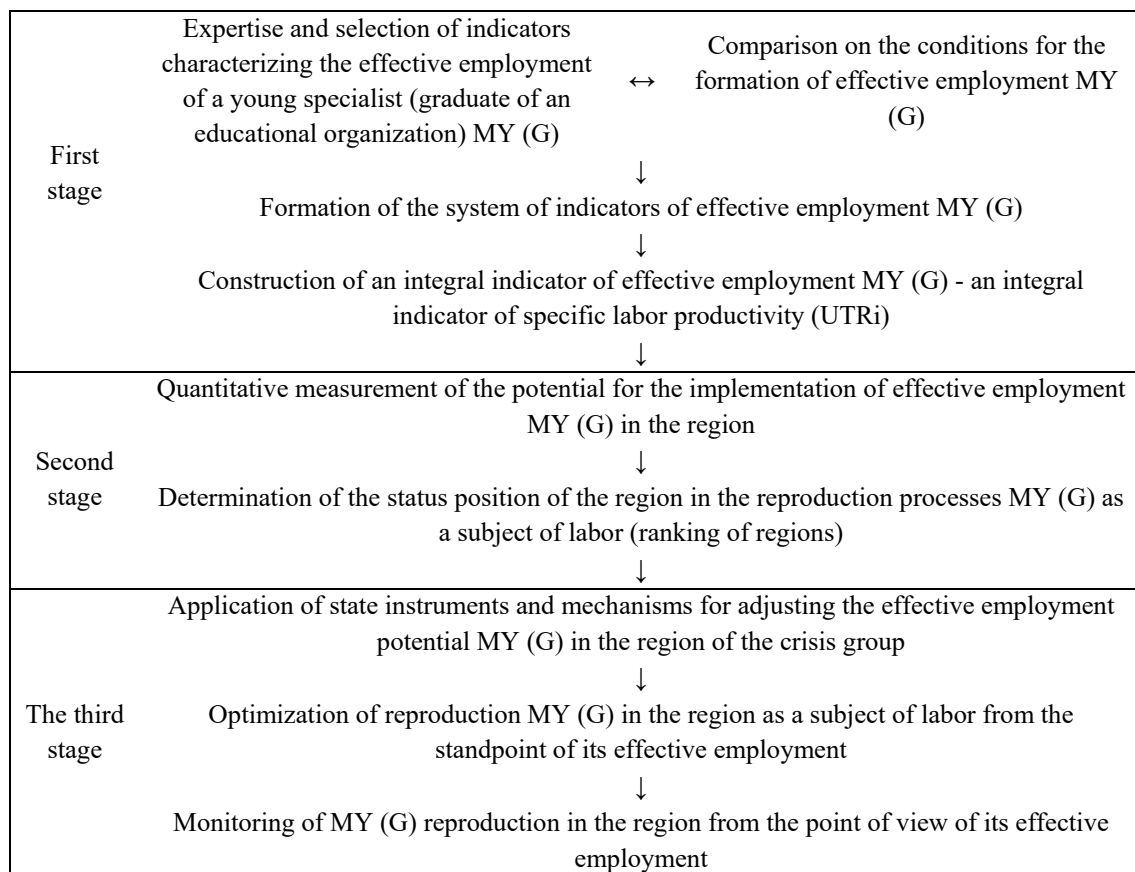 Expertise and selection of indicators
characterizing the effective employment
of a young specialist (graduate of an
educational organization) MY (G)
↔
Comparison on the conditions for the
formation of effective employment MY
(G)
First
stage
↓
Formation of the system of indicators of effective employment MY (G)
↓
Construction of an integral indicator of effective employment MY (G) - an integral
indicator of specific labor productivity (UTRi)
↓
Quantitative measurement of the potential for the implementation of effective employment
MY (G) in the region
↓
Second
stage
Determination of the status position of the region in the reproduction processes MY (G) as
a subject of labor (ranking of regions)
↓
Application of state instruments and mechanisms for adjusting the effective employment
potential MY (G) in the region of the crisis group
↓
The third
stage
Optimization of reproduction MY (G) in the region as a subject of labor from the
standpoint of its effective employment
↓
Monitoring of MY (G) reproduction in the region from the point of view of its effective
employment